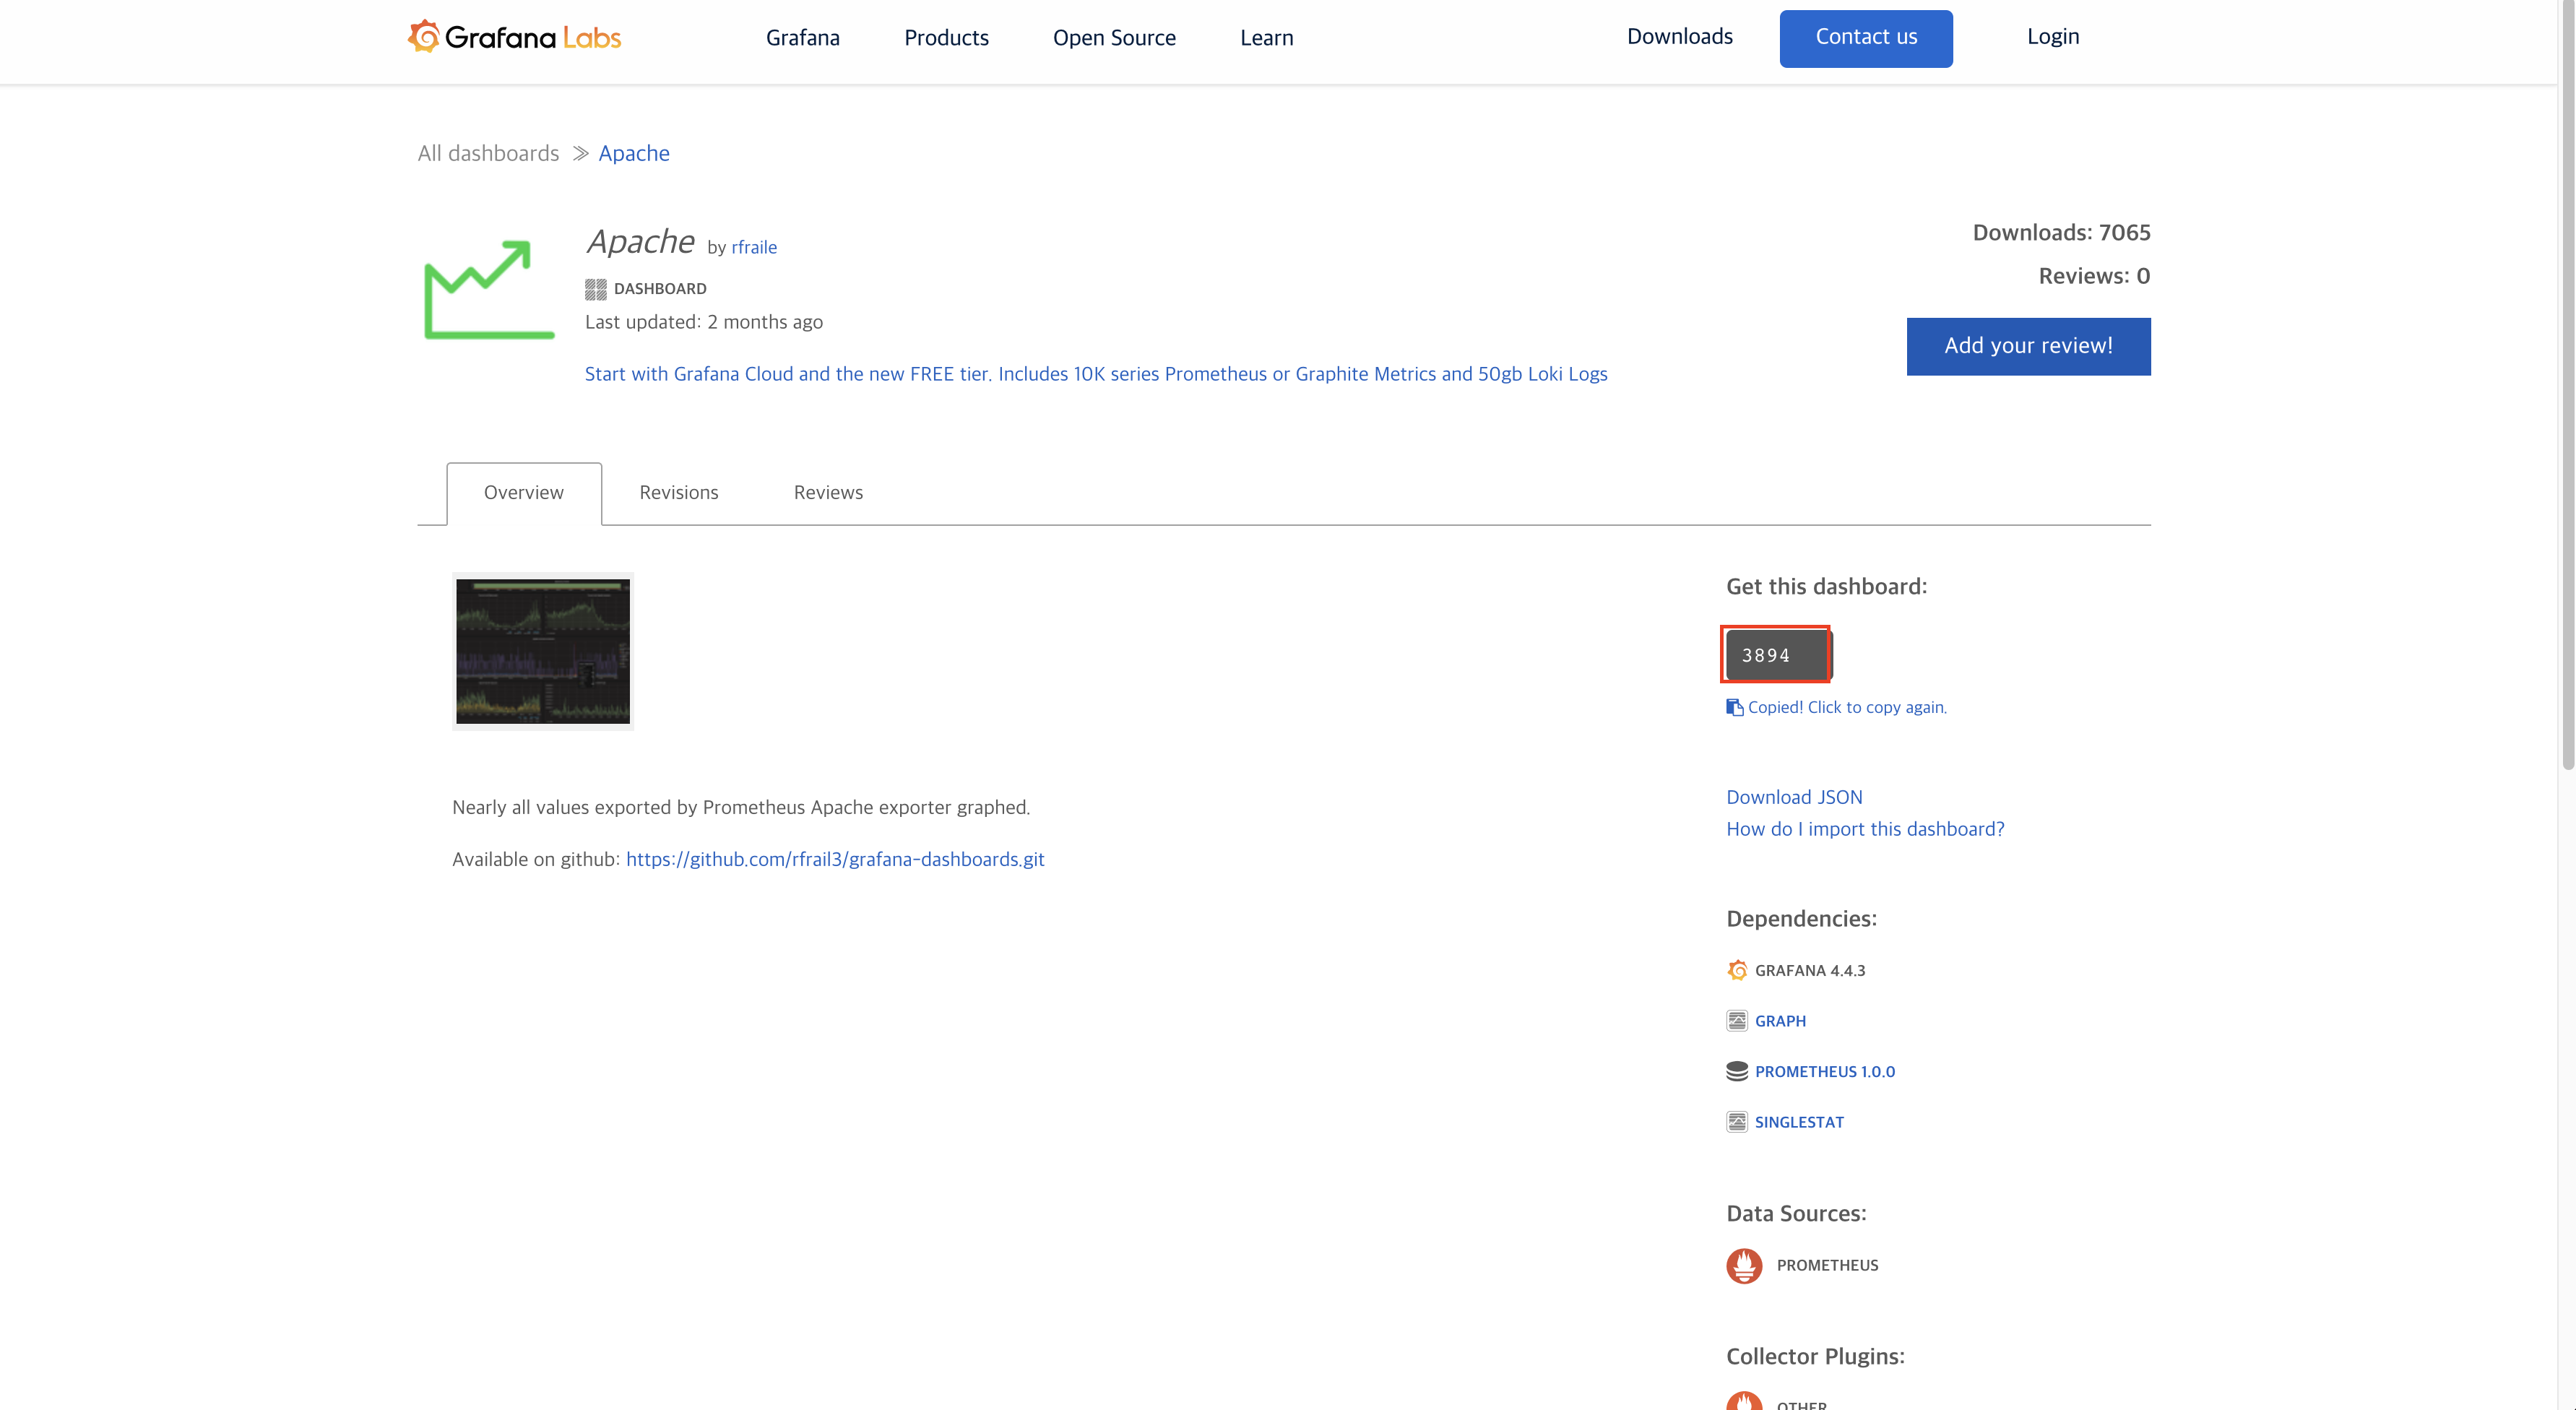 Grafana Labs
Grafana
Products
Open Source
Learn
Downloads
Contact us
Login
All dashboards ≫ Apache
Apache by rfraile
DASHBOARD
Last updated: 2 months ago
Start with Grafana Cloud and the new FREE tier. Includes 10K series Prometheus or Graphite Metrics and 50gb Loki Logs
Downloads: 7065
Reviews: 0
Add your review!
Overview
Revisions
Reviews
Nearly all values exported by Prometheus Apache exporter graphed.
Available on github: https://github.com/rfrail3/grafana-dashboards.git
Get this dashboard:
3894
Copied! Click to copy again.
Download JSON
How do I import this dashboard?
Dependencies:
GRAFANA 4.4.3
GRAPH
PROMETHEUS 1.0.0
SINGLESTAT
Data Sources:
PROMETHEUS
Collector Plugins:
OTHER